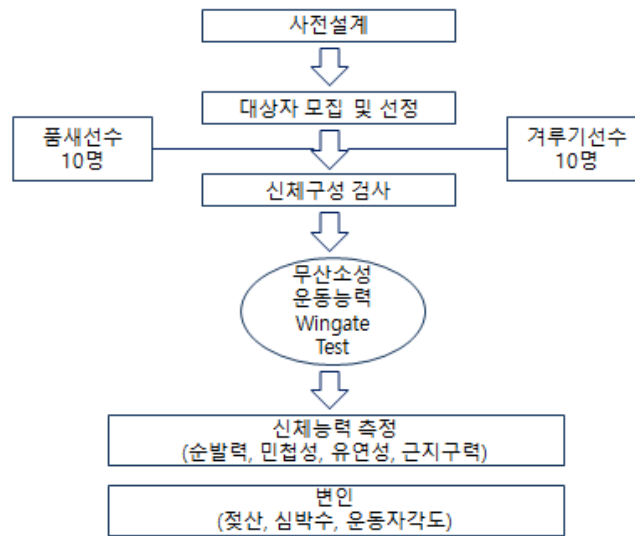 사전설계
대상자 모집 및 선정
품새선수
10명
겨루기선수
10명
신체구성 검사
무산소성
운동능력
Wingate
Test
신체능력 측정
(순발력, 민첩성, 유연성, 근지구력)
변인
(젖산, 심박수, 운동자각도)